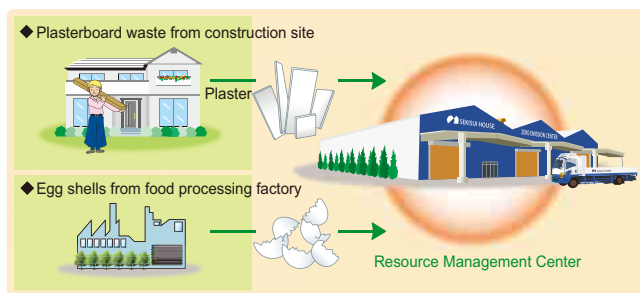 ◆ Plasterboard waste from construction site
Plaster
SEKISUI HOUSE
ZERO EMISSION CENTER
◆ Egg shells from food processing factory
Resource Management Center